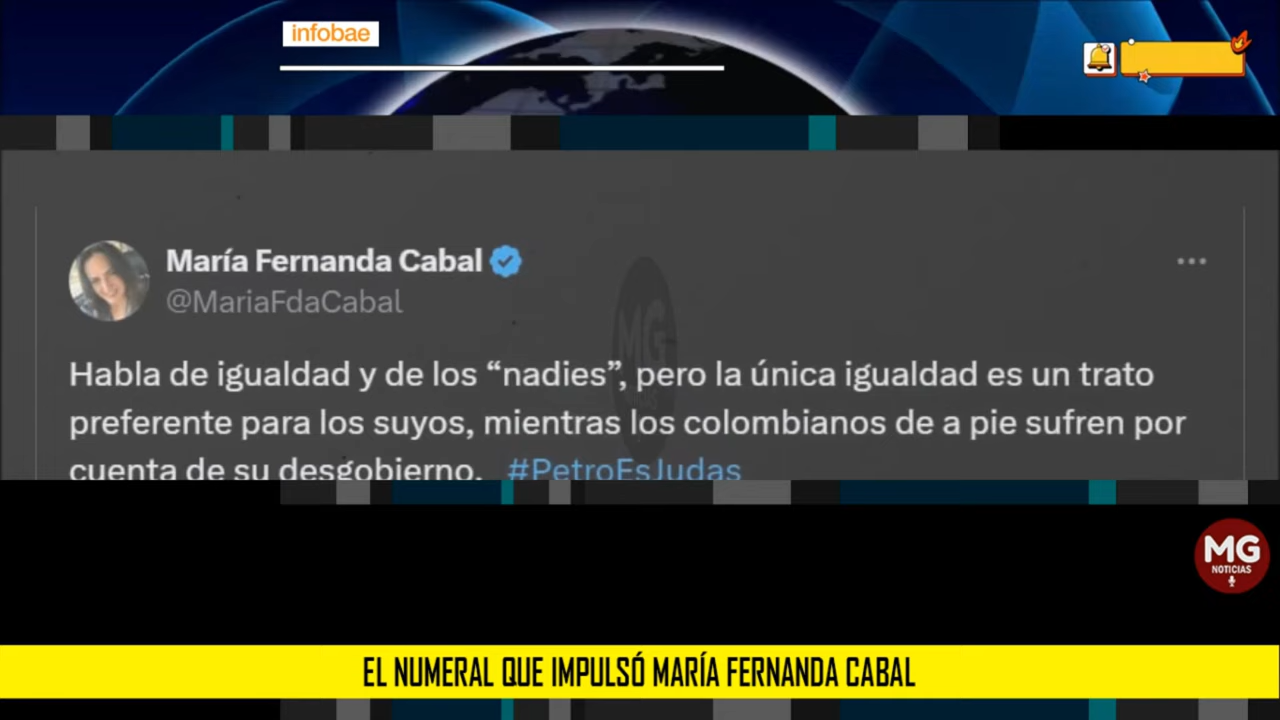 infobae
María Fernanda Cabal
@MariaFdaCabal
Habla de igualdad y de los “nadies”, pero la única igualdad es un trato
preferente para los suyos, mientras los colombianos de a pie sufren por
cuenta de su desgobierno. #PetroEsJudas
MG
NOTICIAS
EL NUMERAL QUE IMPULSÓ MARÍA FERNANDA CABAL